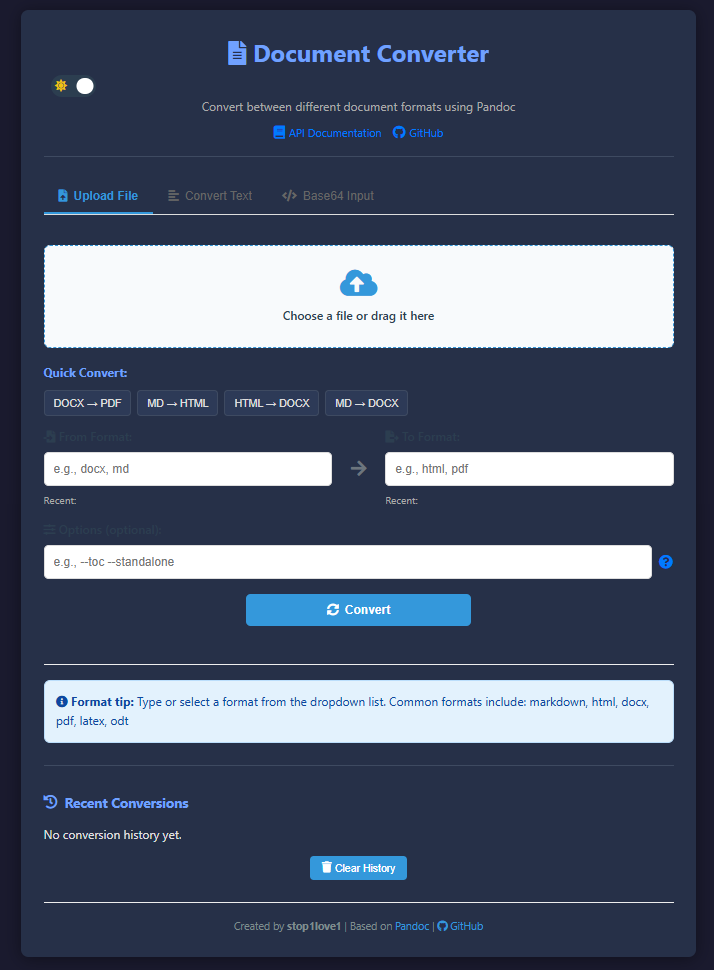 Document Converter
Convert between different document formats using Pandoc
API Documentation GitHub
Upload File Convert Text Base64 Input
Choose a file or drag it here
Quick Convert:
DOCX → PDF MD → HTML HTML → DOCX MD → DOCX
From Format: To Format:
e.g., docx, md e.g., html, pdf
Recent: Recent:
Options (optional):
e.g., --toc --standalone
Convert
Format tip: Type or select a format from the dropdown list. Common formats include: markdown, html, docx,
pdf, latex, odt
Recent Conversions
No conversion history yet.
Clear History
Created by stop1love1 | Based on Pandoc | GitHub